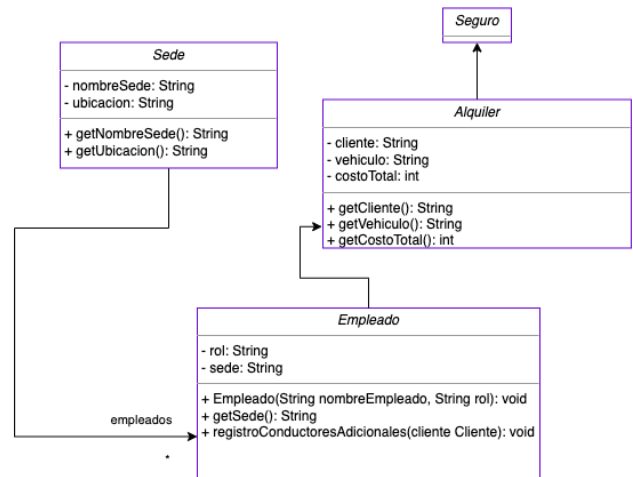 Seguro
Sede
- nombreSede: String
- ubicacion: String
+ getNombreSede(): String
+ getUbicacion(): String
Alquiler
- cliente: String
- vehiculo: String
- costoTotal: int
+ getCliente(): String
+ getVehiculo(): String
+ getCostoTotal(): int
Empleado
- rol: String
- sede: String
+ Empleado(String nombreEmpleado, String rol): void
+ getSede(): String
+ registroConductoresAdicionales(cliente Cliente): void
empleados
*